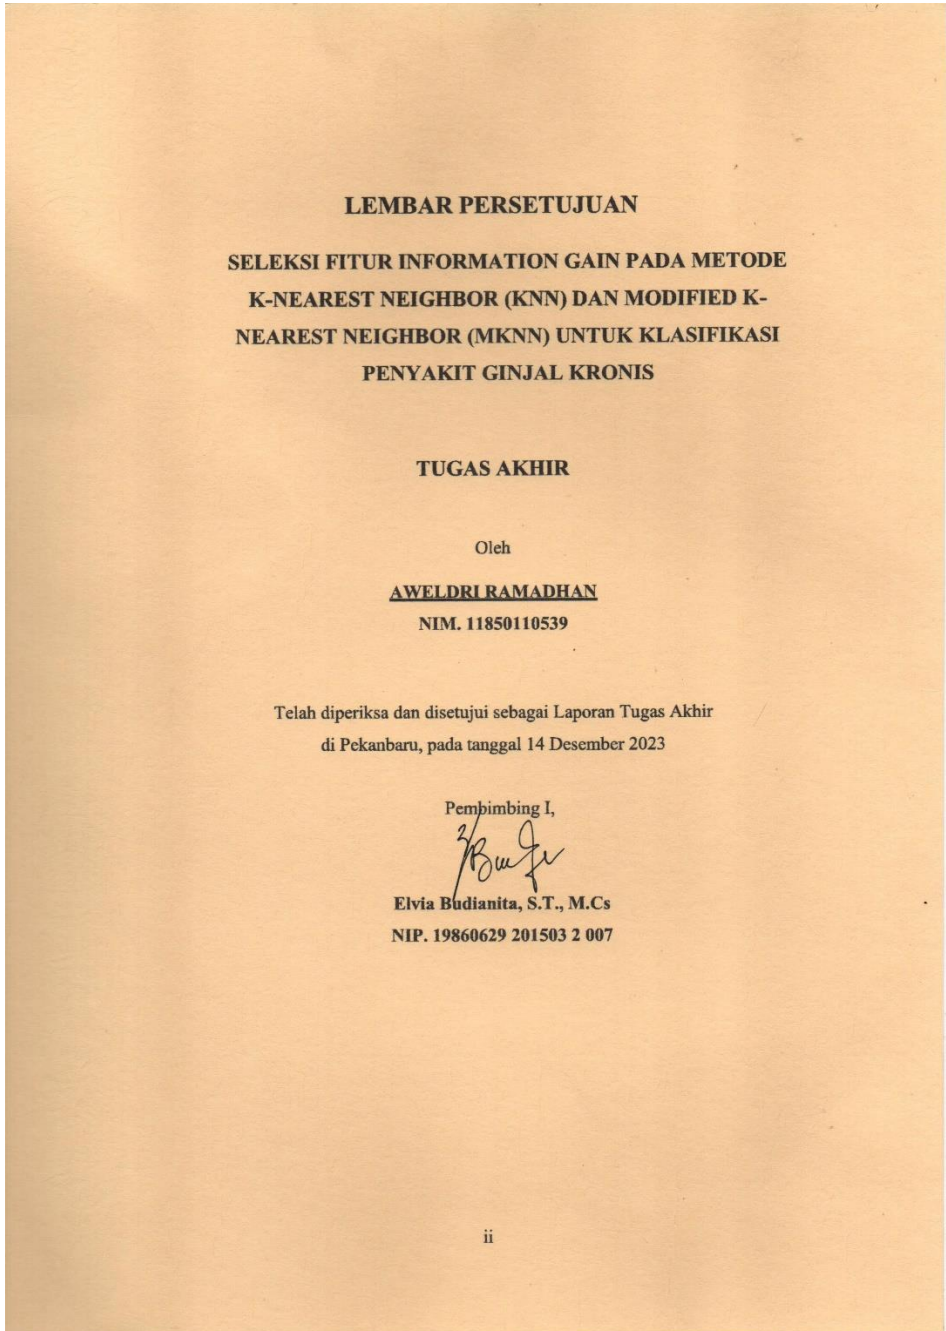 LEMBAR PERSETUJUAN
SELEKSI FITUR INFORMATION GAIN PADA METODE
K-NEAREST NEIGHBOR (KNN) DAN MODIFIED K-
NEAREST NEIGHBOR (MKNN) UNTUK KLASIFIKASI
PENYAKIT GINJAL KRONIS
TUGAS AKHIR
Oleh
AWELDRI RAMADHAN
NIM. 11850110539
Telah diperiksa dan disetujui sebagai Laporan Tugas Akhir
di Pekanbaru, pada tanggal 14 Desember 2023
Pembimbing I,
Elvia Budianita, S.T., M.Cs
NIP. 19860629 201503 2 007
ii